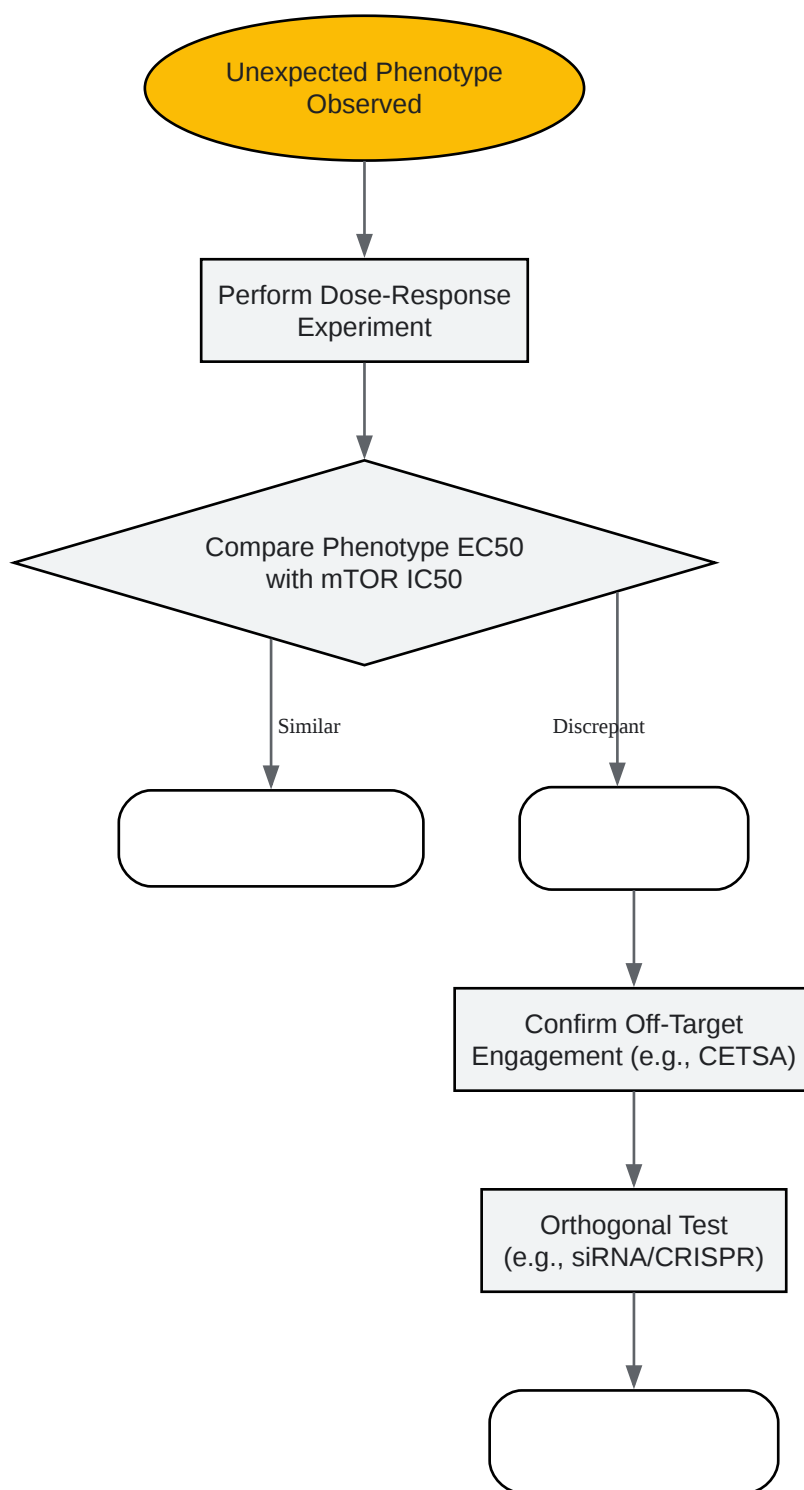 Unexpected Phenotype
Observed
Perform Dose-Response
Experiment
Compare Phenotype EC50
with mTOR IC50
Similar
Discrepant
Confirm Off-Target
Engagement (e.g., CETSA)
Orthogonal Test
(e.g., siRNA/CRISPR)